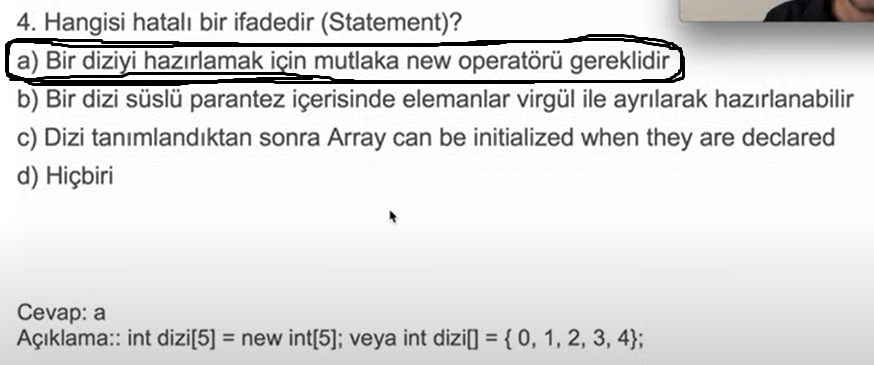 4. Hangisi hatalı bir ifadedir (Statement)?
a) Bir diziyi hazırlamak için mutlaka new operatörü gereklidir
b) Bir dizi süslü parantez içerisinde elemanlar virgül ile ayrılarak hazırlanabilir
c) Dizi tanımlandıktan sonra Array can be initialized when they are declared
d) Hiçbiri
Cevap: a
Açıklama:: int dizi[5] = new int[5]; veya int dizi[] = { 0, 1, 2, 3, 4};